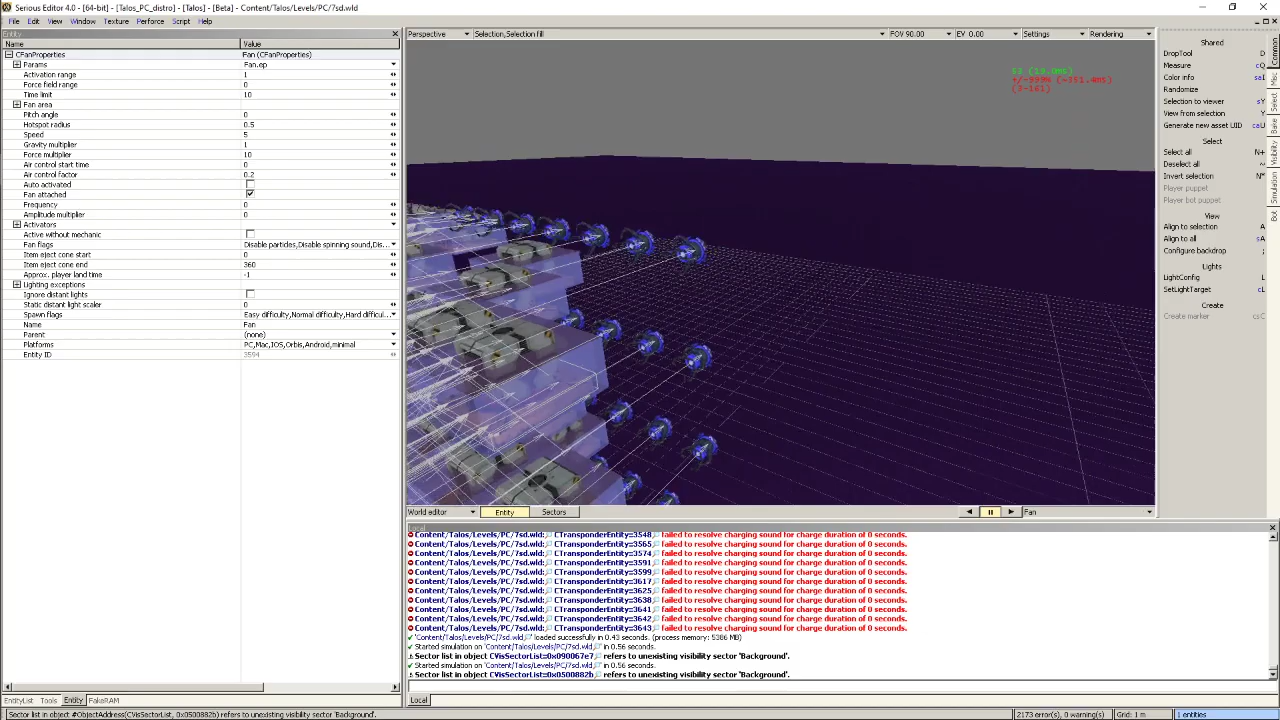 Serious Editor 4.0 - [64-bit] - [Talos_PC_distro] - [Talos] - [Beta] - Content/Talos/Levels/PC/7sd.wld
File Edit View Window Texture Perforce Script Help
Entity
Name Value
CFanProperties Fan (CFanProperties)
Params Fan.ep
Activation range 1
Force field range 0
Time limit 10
Fan area
Pitch angle 0
Hotspot radius 0.5
Speed 5
Gravity multiplier 1
Force multiplier 10
Air control start time 0
Air control factor 0.2
Auto activated
Fan attached
Frequency 0
Amplitude multiplier 0
Activators
Active without mechanic
Fan flags Disable particles,Disable spinning sound,Dis...
Item eject cone start 0
Item eject cone end 360
Approx. player land time -1
Lighting exceptions
Ignore distant lights
Static distant light scaler 0
Spawn flags Easy difficulty,Normal difficulty,Hard difficul...
Name Fan
Parent (none)
Platforms PC,Mac,IOS,Orbis,Android,minimal
Entity ID 3594
EntityList Tools Entity FakeRAM
Perspective Selection,Selection fill FOV 90.00 EV 0.00 Settings Rendering
World editor Entity Sectors Fan
Local
Content/Talos/Levels/PC/7sd.wld: CTransponderEntity=3548 failed to resolve charging sound for charge duration of 0 seconds.
Content/Talos/Levels/PC/7sd.wld: CTransponderEntity=3565 failed to resolve charging sound for charge duration of 0 seconds.
Content/Talos/Levels/PC/7sd.wld: CTransponderEntity=3574 failed to resolve charging sound for charge duration of 0 seconds.
Content/Talos/Levels/PC/7sd.wld: CTransponderEntity=3591 failed to resolve charging sound for charge duration of 0 seconds.
Content/Talos/Levels/PC/7sd.wld: CTransponderEntity=3599 failed to resolve charging sound for charge duration of 0 seconds.
Content/Talos/Levels/PC/7sd.wld: CTransponderEntity=3617 failed to resolve charging sound for charge duration of 0 seconds.
Content/Talos/Levels/PC/7sd.wld: CTransponderEntity=3625 failed to resolve charging sound for charge duration of 0 seconds.
Content/Talos/Levels/PC/7sd.wld: CTransponderEntity=3638 failed to resolve charging sound for charge duration of 0 seconds.
Content/Talos/Levels/PC/7sd.wld: CTransponderEntity=3641 failed to resolve charging sound for charge duration of 0 seconds.
Content/Talos/Levels/PC/7sd.wld: CTransponderEntity=3642 failed to resolve charging sound for charge duration of 0 seconds.
Content/Talos/Levels/PC/7sd.wld: CTransponderEntity=3643 failed to resolve charging sound for charge duration of 0 seconds.
'Content/Talos/Levels/PC/7sd.wld' loaded successfully in 0.43 seconds. (process memory: 5386 MB)
Started simulation on 'Content/Talos/Levels/PC/7sd.wld' in 0.56 seconds.
Sector list in object CVisSectorList=0x090067e7 refers to unexisting visibility sector 'Background'.
Started simulation on 'Content/Talos/Levels/PC/7sd.wld' in 0.56 seconds.
Sector list in object CVisSectorList=0x0500882b refers to unexisting visibility sector 'Background'.
Local
Shared
DropTool D
Measure cQ
Color info saI
Randomize
Selection to viewer sY
View from selection Y
Generate new asset UID caU
Select
Select all N+
Deselect all
Invert selection N*
Player puppet
Player bot puppet
View
Align to selection A
Align to all sA
Configure backdrop ;
Lights
LightConfig L
SetLightTarget cL
Create
Create marker csC
Common
Misc
Select
Bake
Visibility
Simulation
Bot
Sector list in object #ObjectAddress(CVisSectorList, 0x0500882b) refers to unexisting visibility sector 'Background'.
2173 error(s), 0 warning(s) Grid: 1 m 1 entities